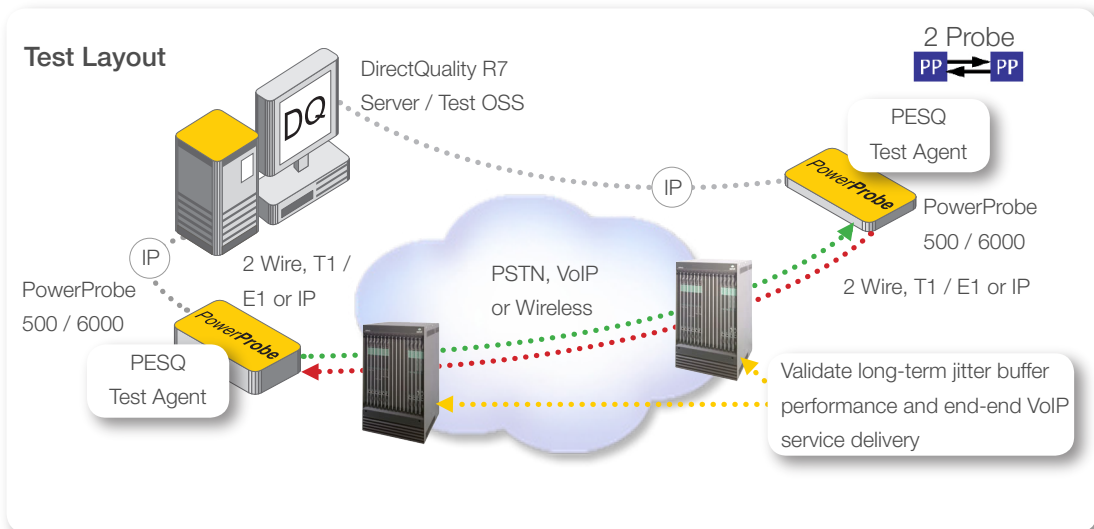 Test Layout
DirectQuality R7
Server / Test OSS
DQ
2 Probe
PP
PP
PESQ
Test Agent
PowerProbe
PowerProbe
500 / 6000
2 Wire, T1 / E1 or IP
IP
IP
2 Wire, T1 /
E1 or IP
PowerProbe
500 / 6000
PowerProbe
PESQ
Test Agent
PSTN, VoIP
or Wireless
Validate long-term jitter buffer
performance and end-end VoIP
service delivery